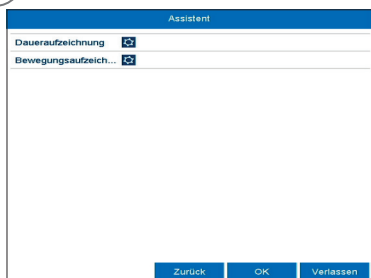 Assistent
Daueraufzeichnung
Bewegungsaufzeich...
Zurück OK Verlassen